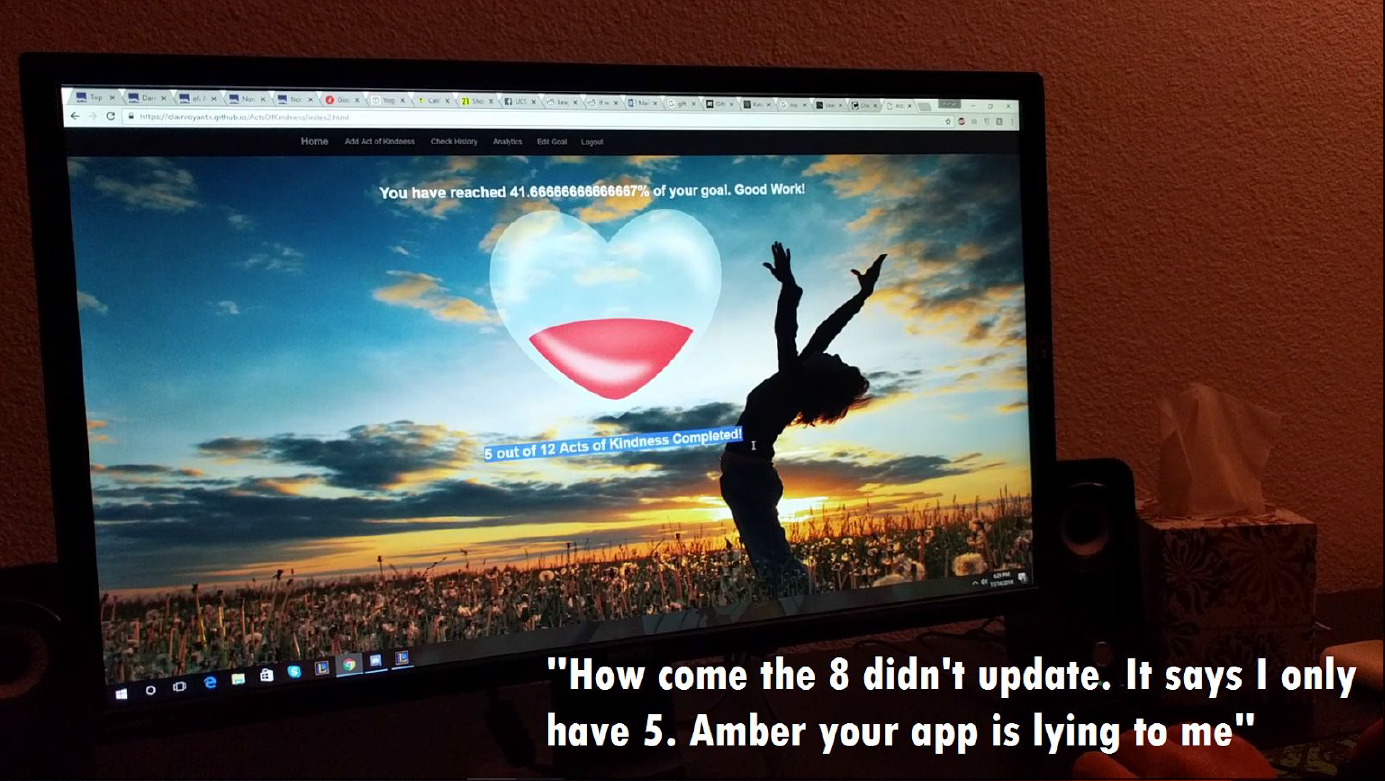 Top
https://clairvoyantx.github.io/ActsOfKindness/index2.html
Home Add Act of Kindness Check History Analytics Edit Goal Logout
You have reached 41.66666666666667% of your goal. Good Work!
5 out of 12 Acts of Kindness Completed!
"How come the 8 didn't update. It says I only
have 5. Amber your app is lying to me"